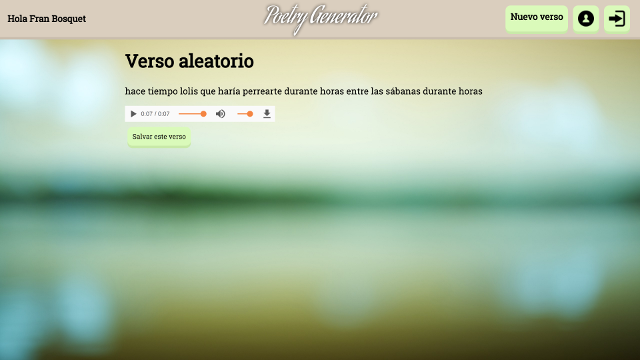 Hola Fran Bosquet
Poetry Generator
Nuevo verso
Verso aleatorio
hace tiempo lolis que haría perrearte durante horas entre las sábanas durante horas
0:07 / 0:07
Salvar este verso